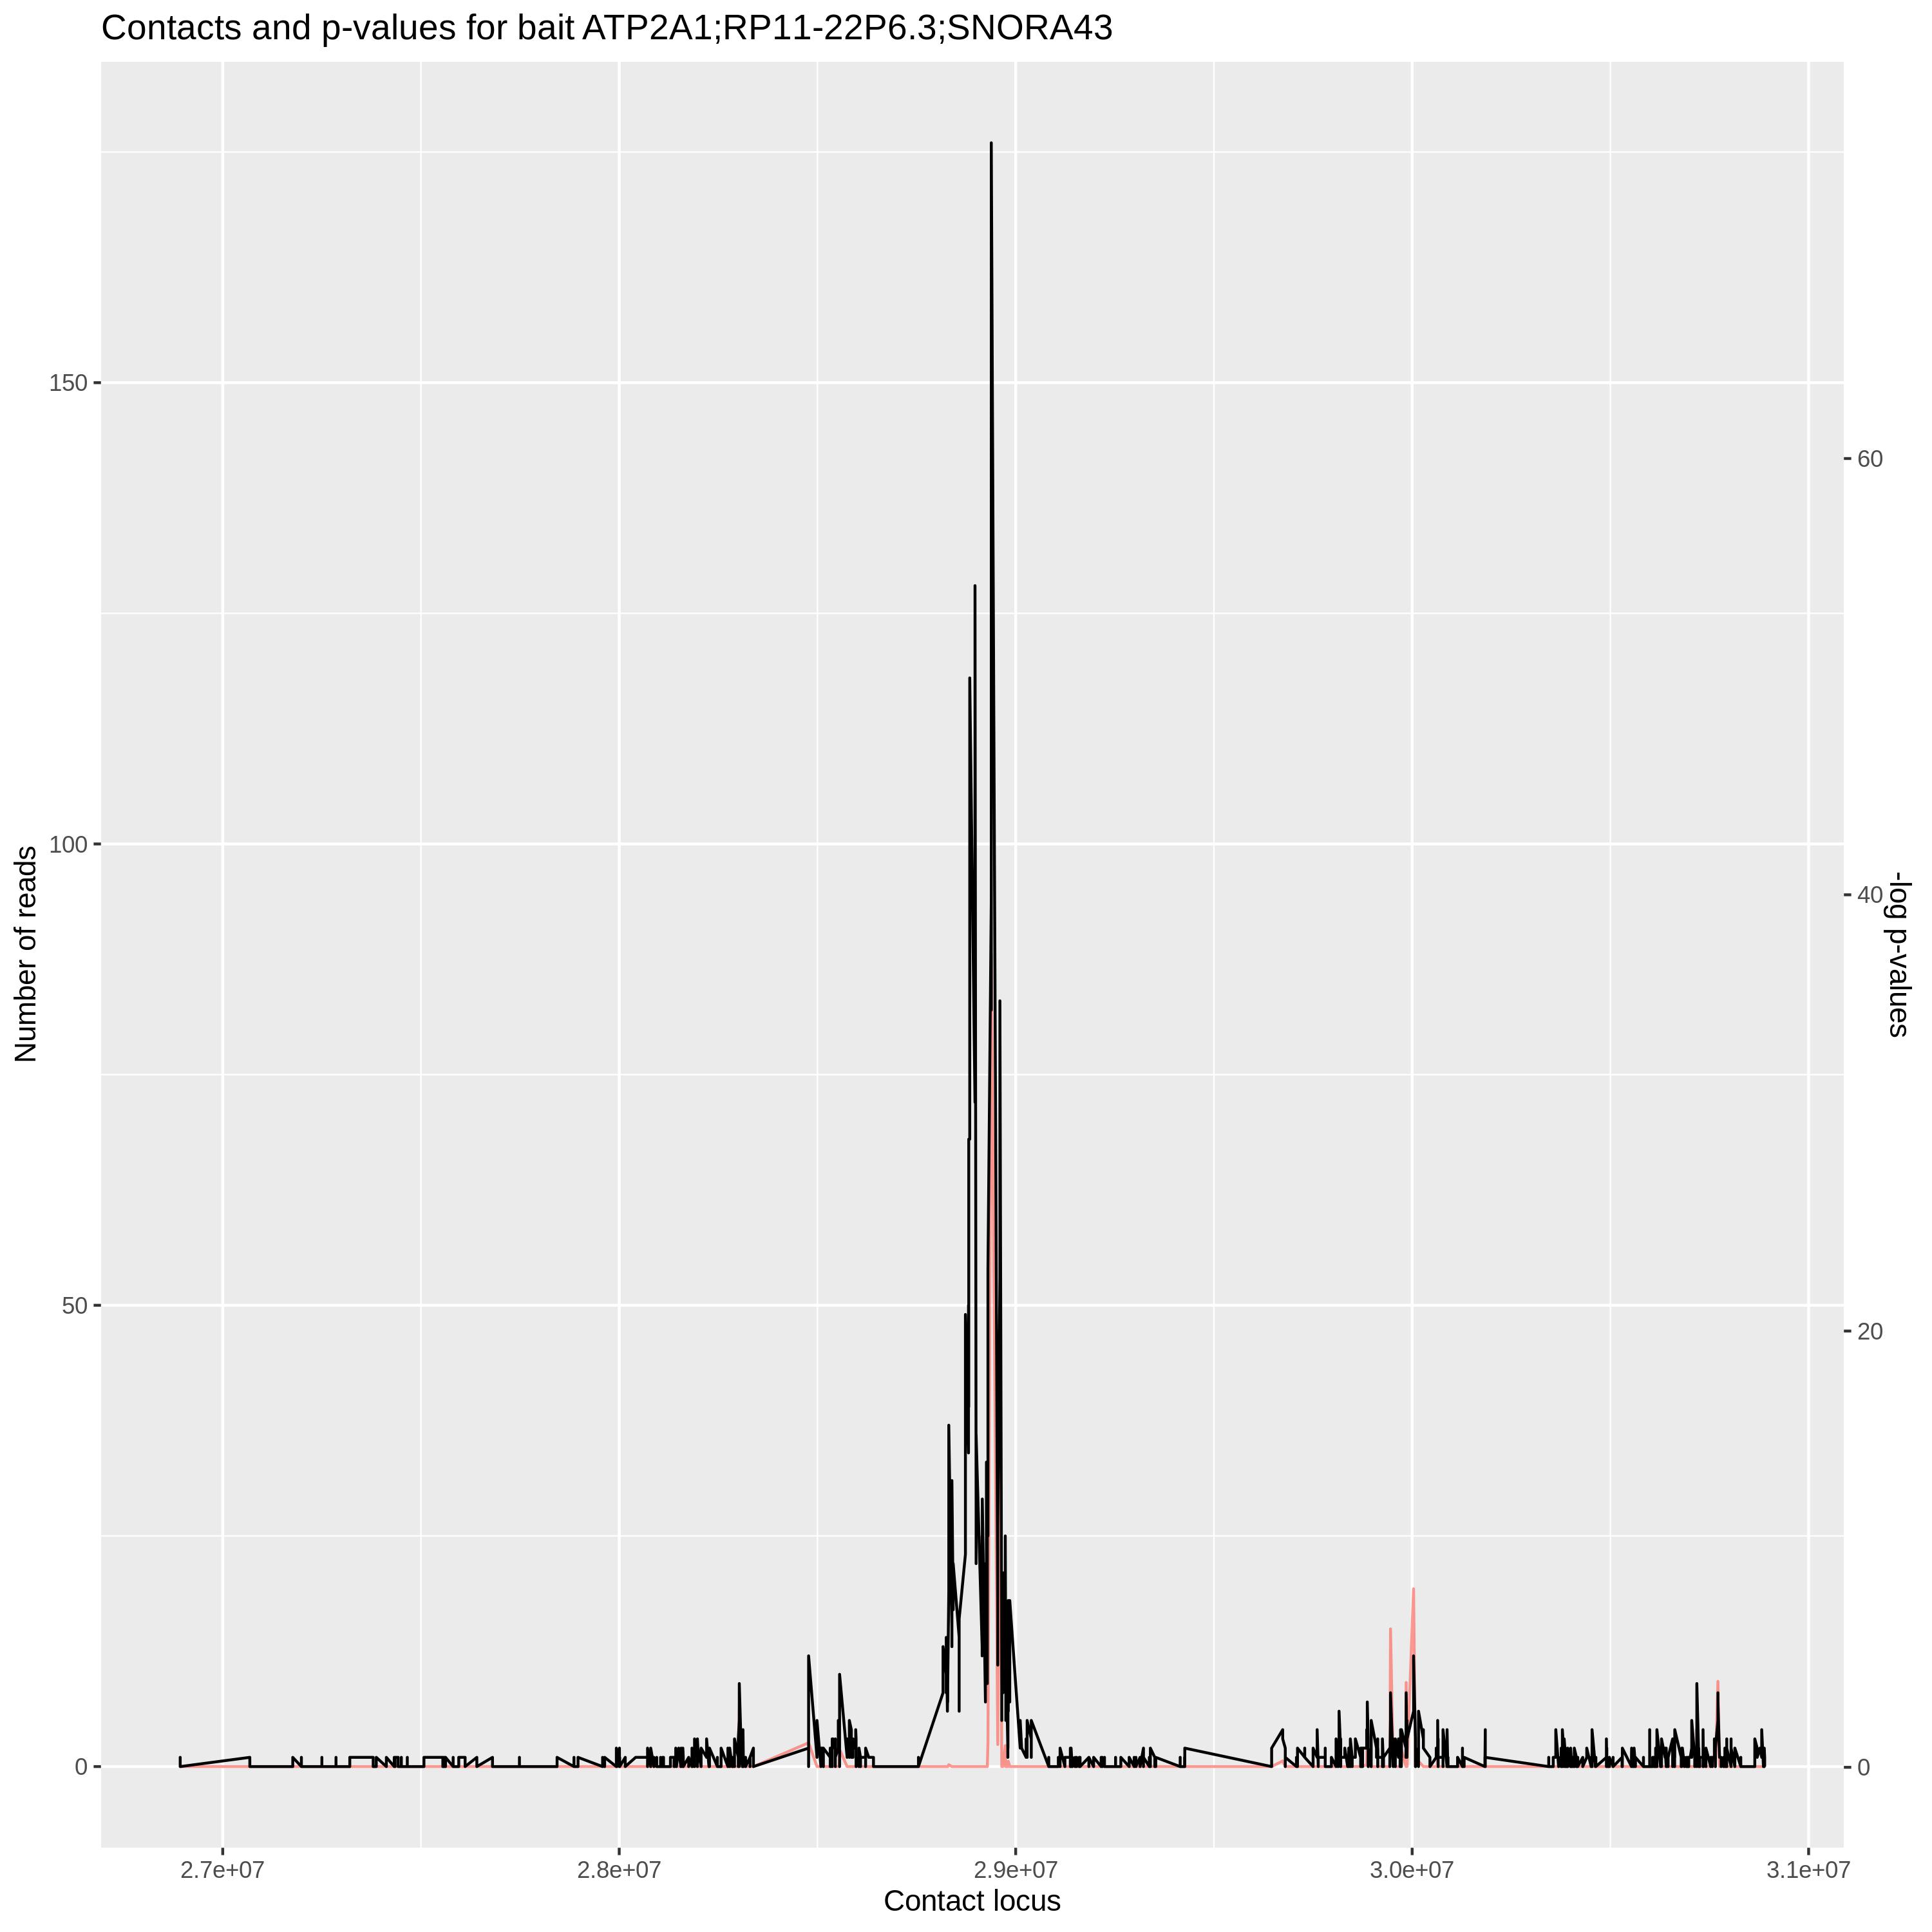 Contacts and p-values for bait ATP2A1;RP11-22P6.3;SNORA43
150
100
50
0
Number of reads
60
40
20
0
-log p-values
2.7e+07
2.8e+07
2.9e+07
3.0e+07
3.1e+07
Contact locus